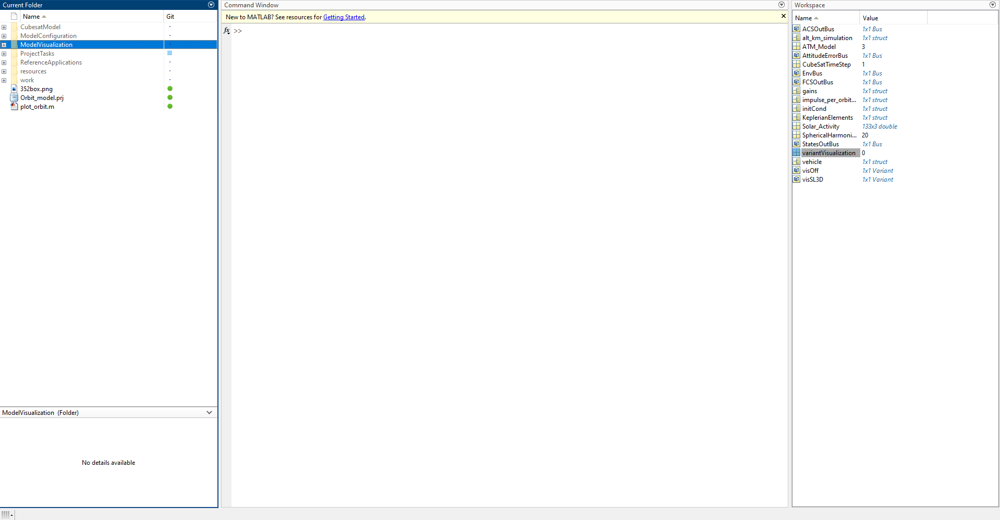 Current Folder
Name Git
CubesatModel
ModelConfiguration
ModelVisualization
ProjectTasks
ReferenceApplications
resources
work
352box.png
Orbit_model.prj
plot_orbit.m
ModelVisualization (Folder)
No details available
Command Window
New to MATLAB? See resources for Getting Started.
fx >>
Workspace
Name Value
ACSOutBus 1x1 Bus
alt_km_simulation 1x1 struct
ATM_Model 3
AttitudeErrorBus 1x1 Bus
CubeSatTimeStep 1
EnvBus 1x1 Bus
FCSOutBus 1x1 Bus
gains 1x1 struct
impulse_per_orbit... 1x1 struct
initCond 1x1 struct
KeplerianElements 1x1 struct
Solar_Activity 133x3 double
SphericalHarmoni... 20
StatesOutBus 1x1 Bus
variantVisualization 0
vehicle 1x1 struct
visOff 1x1 Variant
visSL3D 1x1 Variant